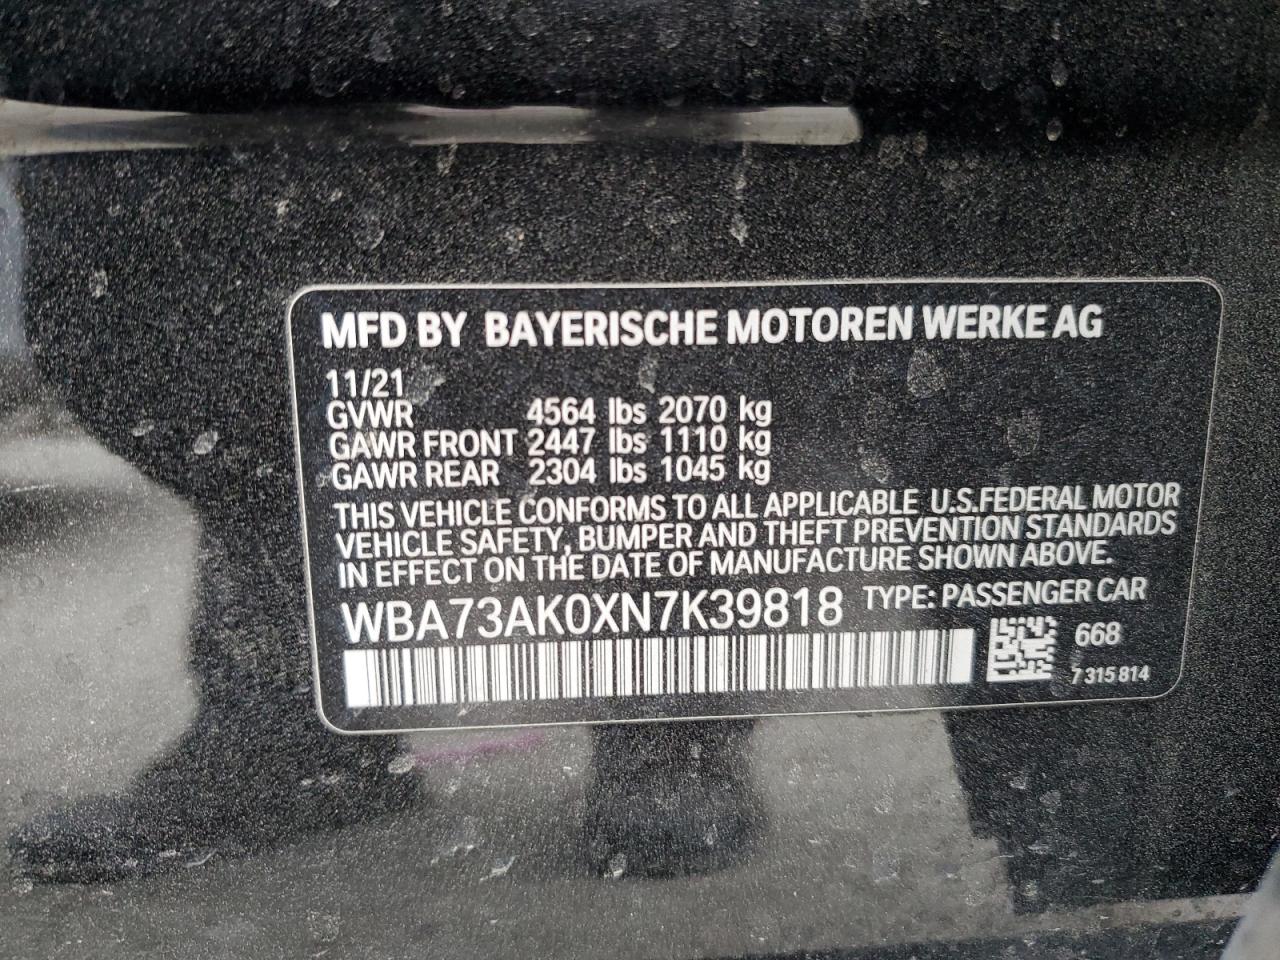 MFD BY BAYERISCHE MOTOREN WERKE AG
11/21
GVWR 4564 lbs 2070 kg
GAWR FRONT 2447 lbs 1110 kg
GAWR REAR 2304 lbs 1045 kg
THIS VEHICLE CONFORMS TO ALL APPLICABLE U.S.FEDERAL MOTOR
VEHICLE SAFETY, BUMPER AND THEFT PREVENTION STANDARDS
IN EFFECT ON THE DATE OF MANUFACTURE SHOWN ABOVE.
WBA73AK0XN7K39818 TYPE: PASSENGER CAR
668
7 315 814